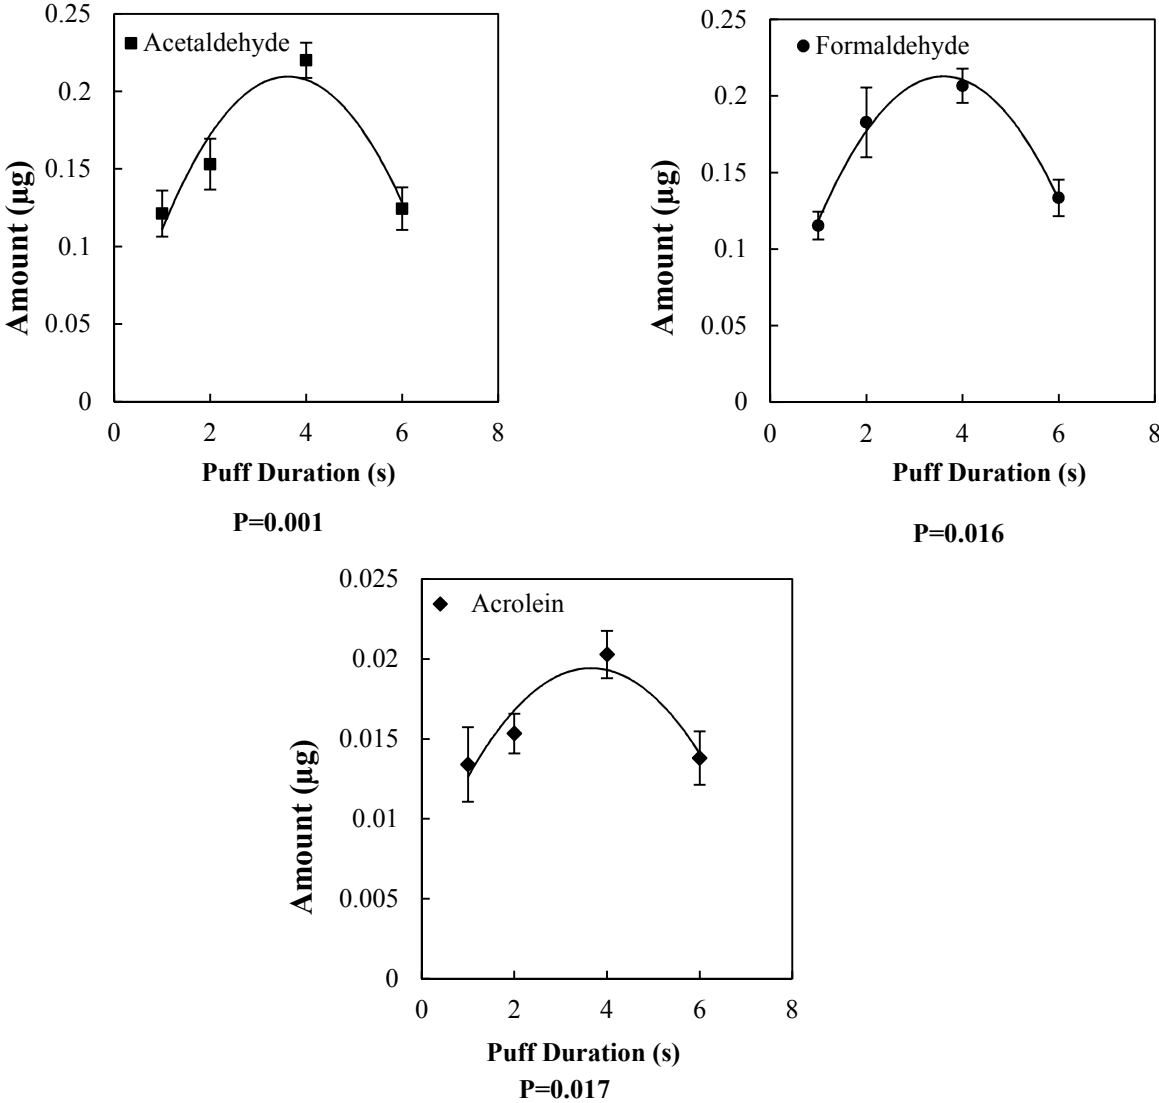 0.25
Acetaldehyde
0.2
0.15
0.1
0.05
0
0 2 4 6 8
Amount (µg)
Puff Duration (s)
P=0.001
0.25
Formaldehyde
0.2
0.15
0.1
0.05
0
0 2 4 6 8
Amount (µg)
Puff Duration (s)
P=0.016
0.025
Acrolein
0.02
0.015
0.01
0.005
0
0 2 4 6 8
Amount (µg)
Puff Duration (s)
P=0.017